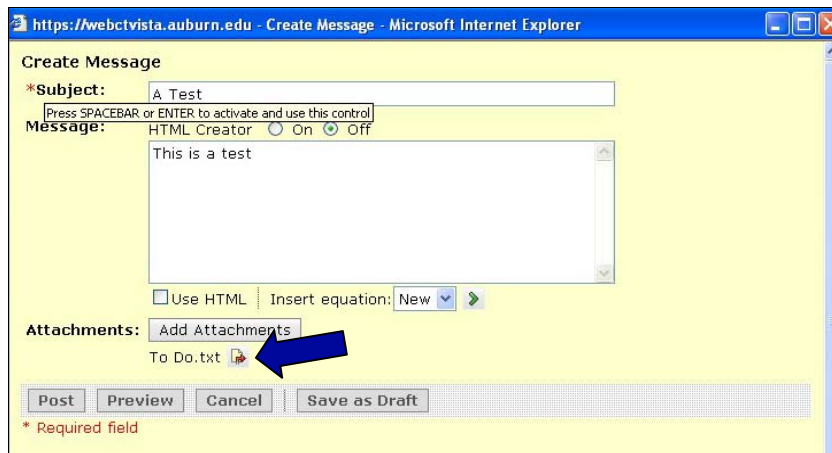 https://webctvista.auburn.edu - Create Message - Microsoft Internet Explorer
Create Message
*Subject: A Test
Press SPACEBAR or ENTER to activate and use this control
Message: HTML Creator On Off
This is a test
Use HTML Insert equation: New
Attachments: Add Attachments
To Do.txt
Post Preview Cancel Save as Draft
* Required field